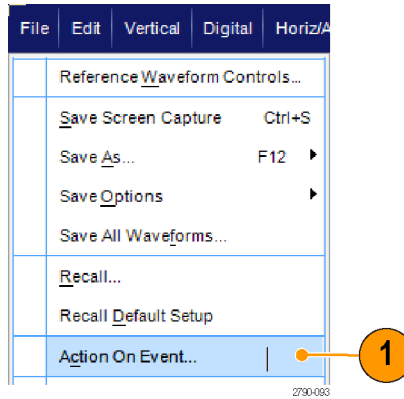 File Edit Vertical Digital Horiz/A
Reference Waveform Controls...
Save Screen Capture Ctrl+S
Save As... F12
Save Options
Save All Waveforms...
Recall...
Recall Default Setup
Action On Event...
1
2790-093